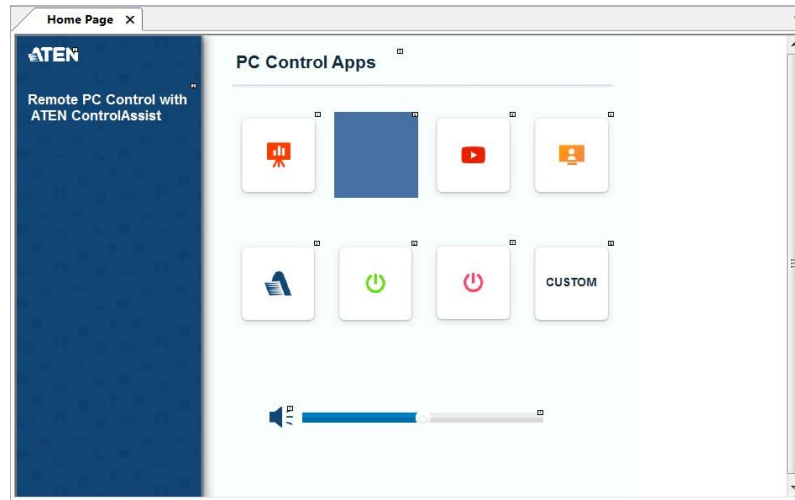 Home Page X
ATEN
PC Control Apps
Remote PC Control with
ATEN ControlAssist
CUSTOM